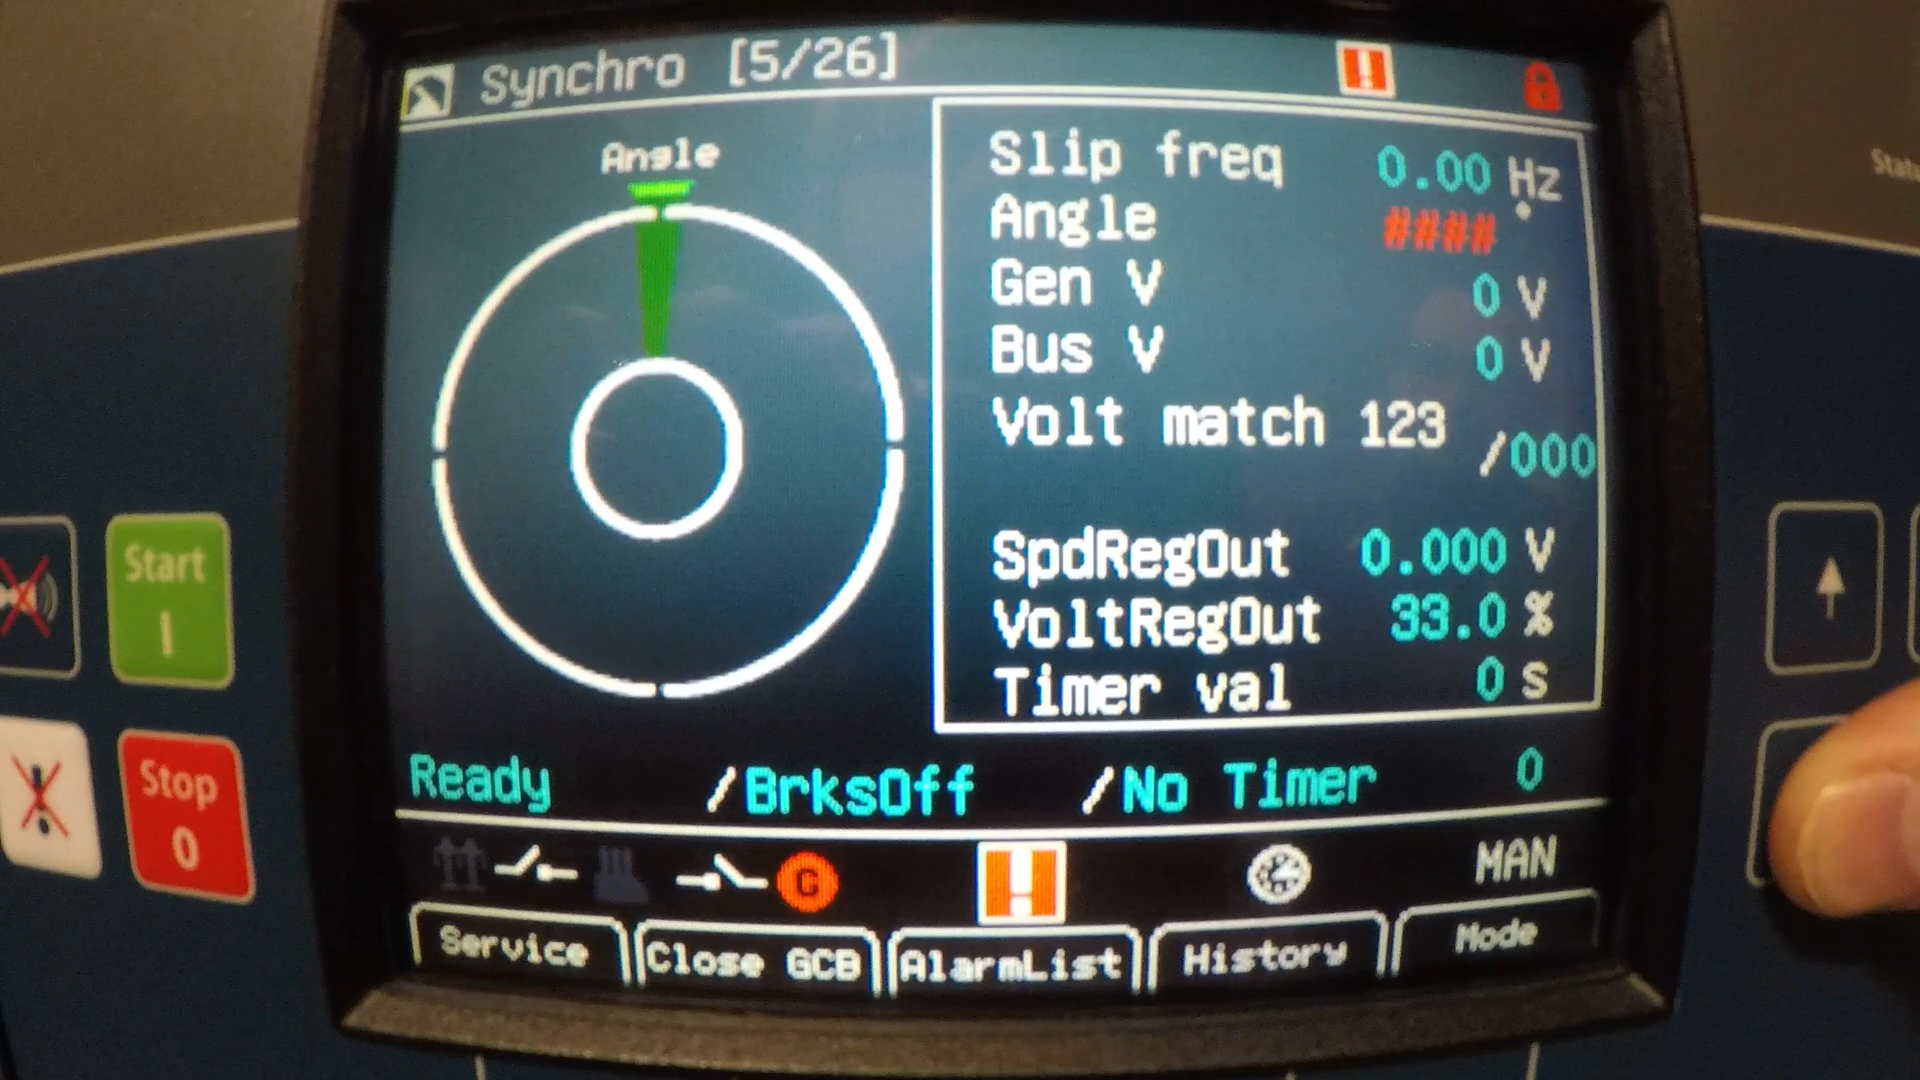 Synchro [5/26]
Angle
Slip freq 0.00 Hz
Angle #### °
Gen V 0 V
Bus V 0 V
Volt match 123 /000
SpdRegOut 0.000 V
VoltRegOut 33.0 %
Timer val 0 s
Ready /BrksOff /No Timer 0
G
MAN
Service Close GCB AlarmList History Mode
Start
I
Stop
0